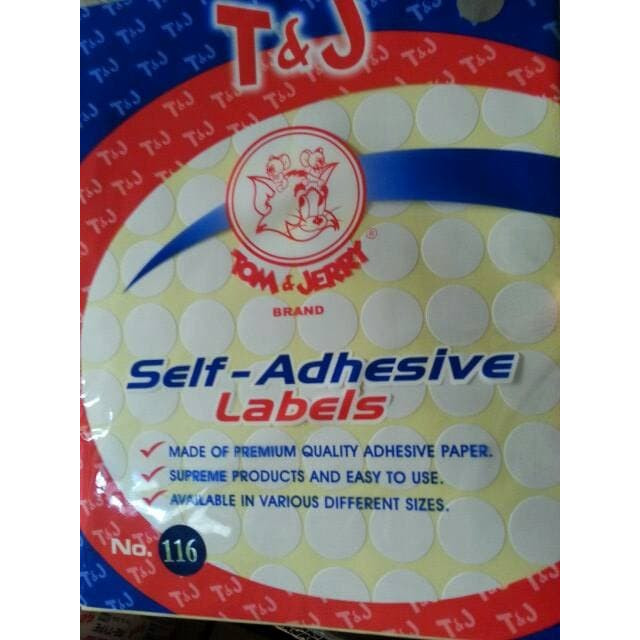 T&J
TOM & JERRY®
BRAND
Self-Adhesive
Labels
MADE OF PREMIUM QUALITY ADHESIVE PAPER.
SUPREME PRODUCTS AND EASY TO USE.
AVAILABLE IN VARIOUS DIFFERENT SIZES.
No. 116